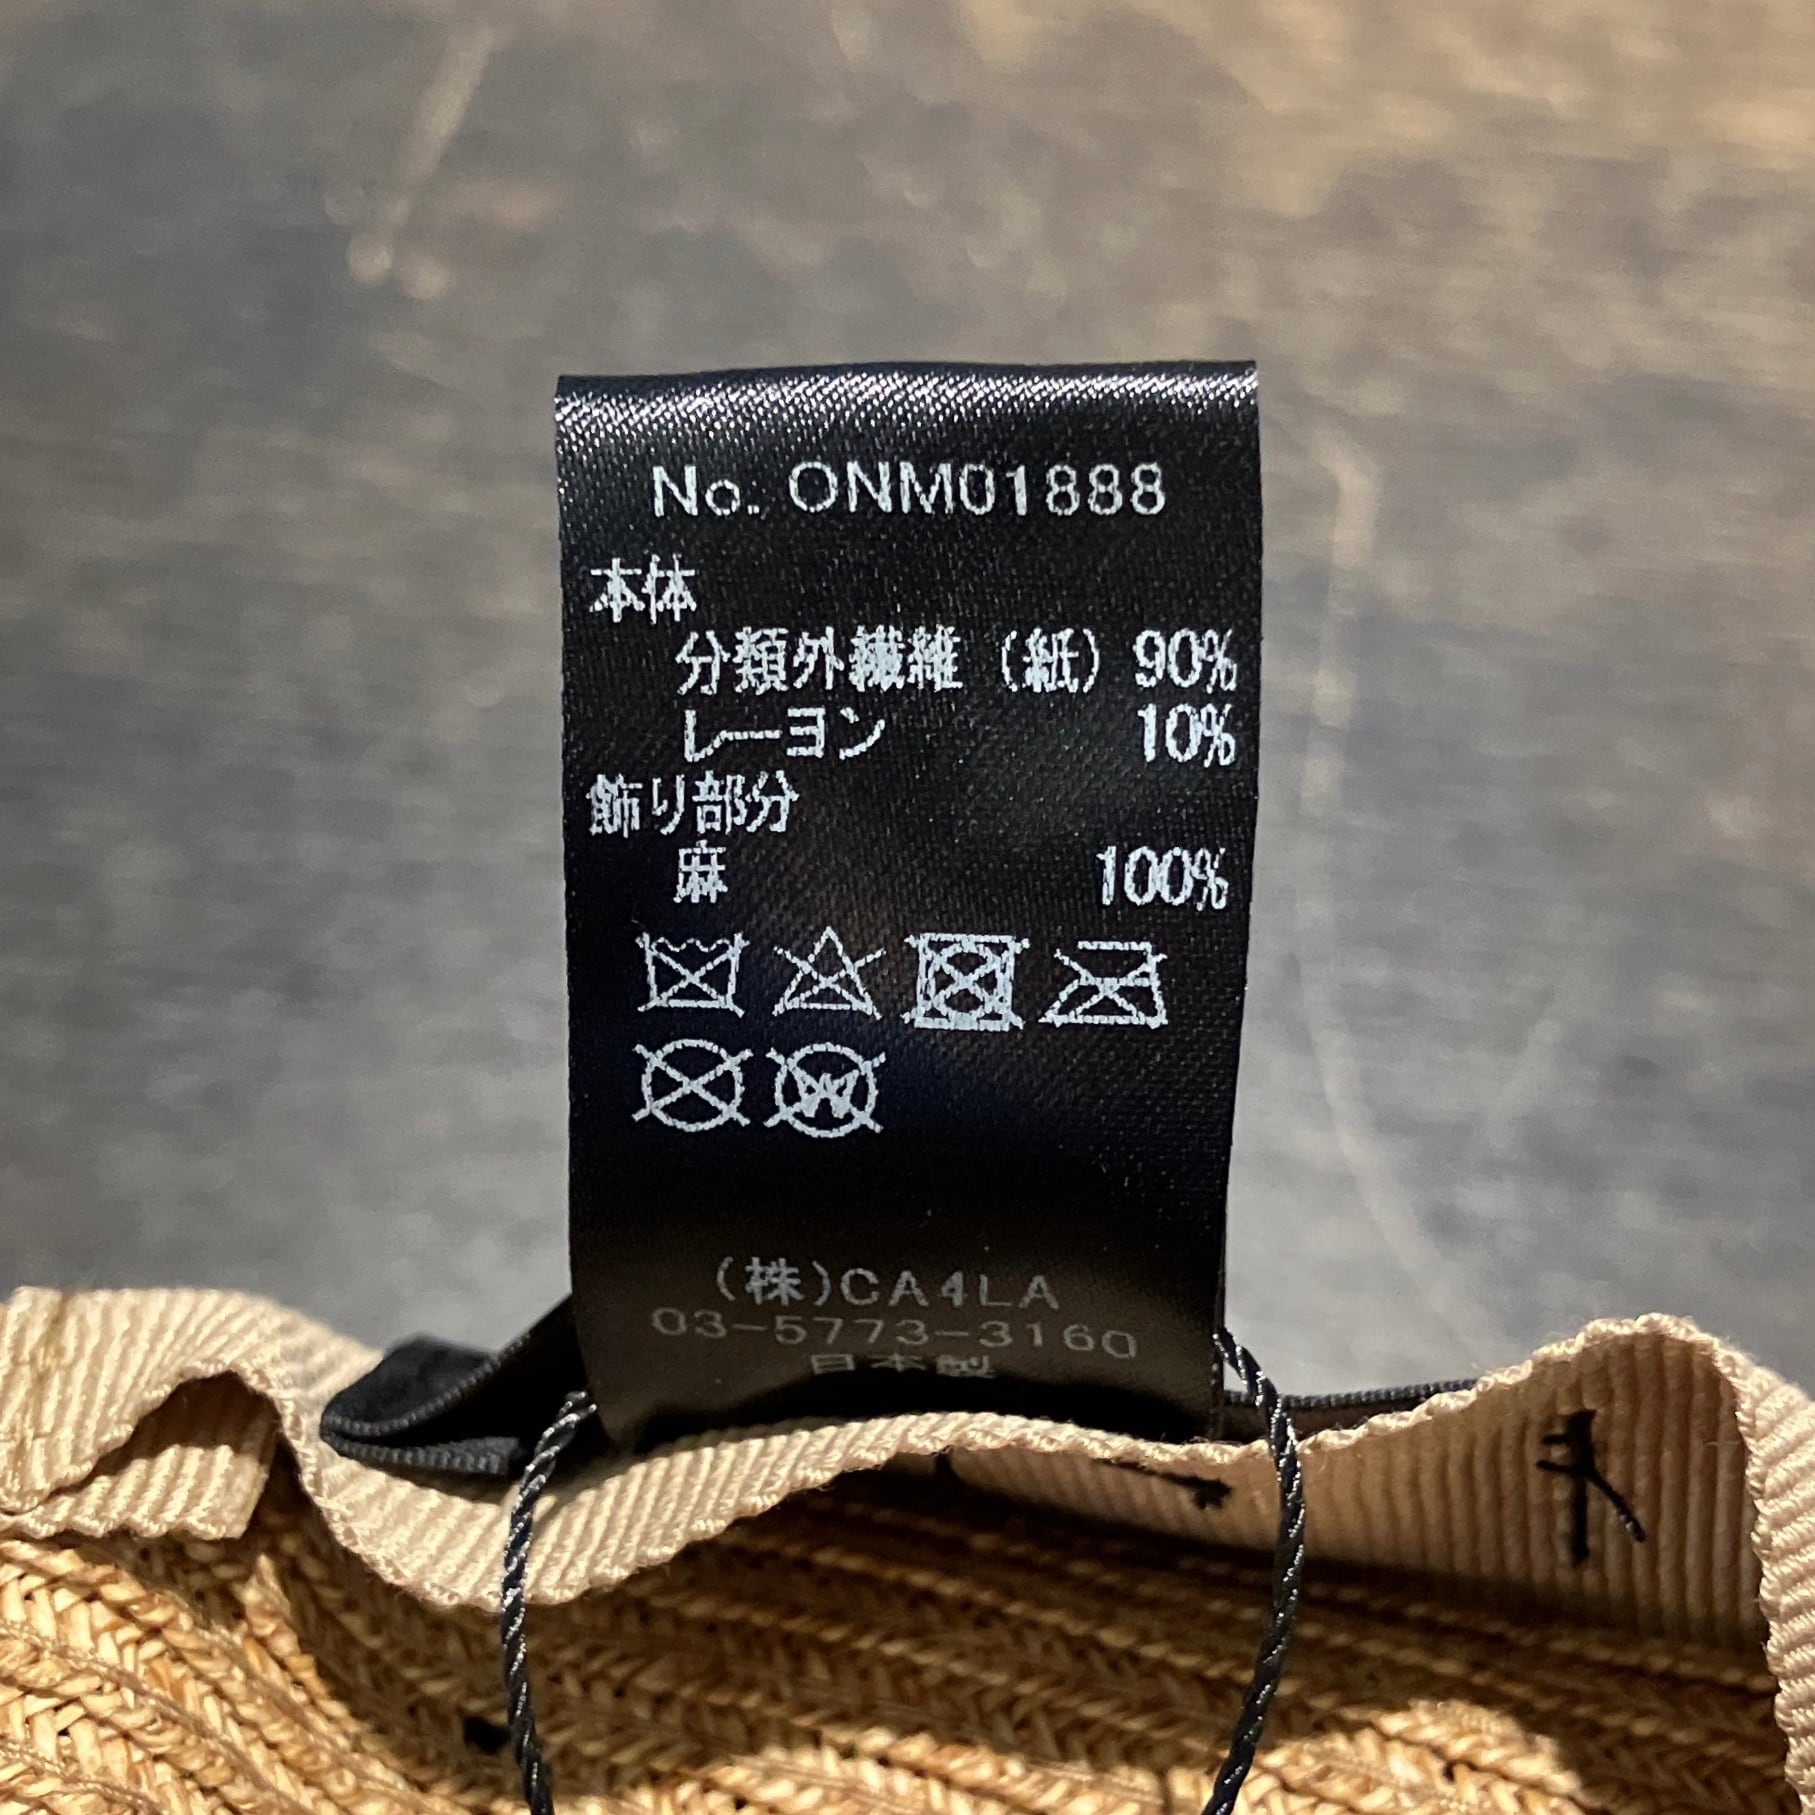 No. ONM01888
本体
分類外繊維（紙）90%
レーヨン 10%
飾り部分
麻 100%
W
(株)CA4LA
03-5773-3160
日本製